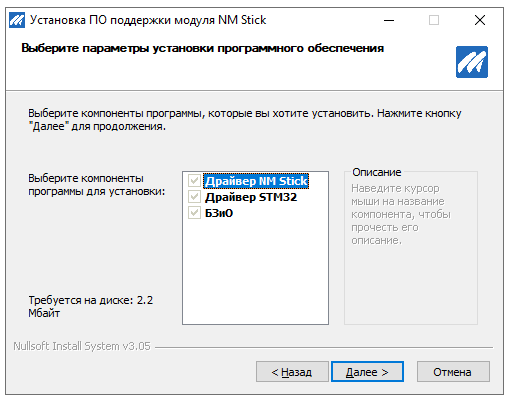 Установка ПО поддержки модуля NM Stick
Выберите параметры установки программного обеспечения
Выберите компоненты программы, которые вы хотите установить. Нажмите кнопку
"Далее" для продолжения.
Выберите компоненты
программы для установки:
Драйвер NM Stick
Драйвер STM32
БЗиО
Описание
Наведите курсор
мыши на название
компонента, чтобы
прочесть его
описание.
Требуется на диске: 2.2
Мбайт
Nullsoft Install System v3.05
< Назад
Далее >
Отмена